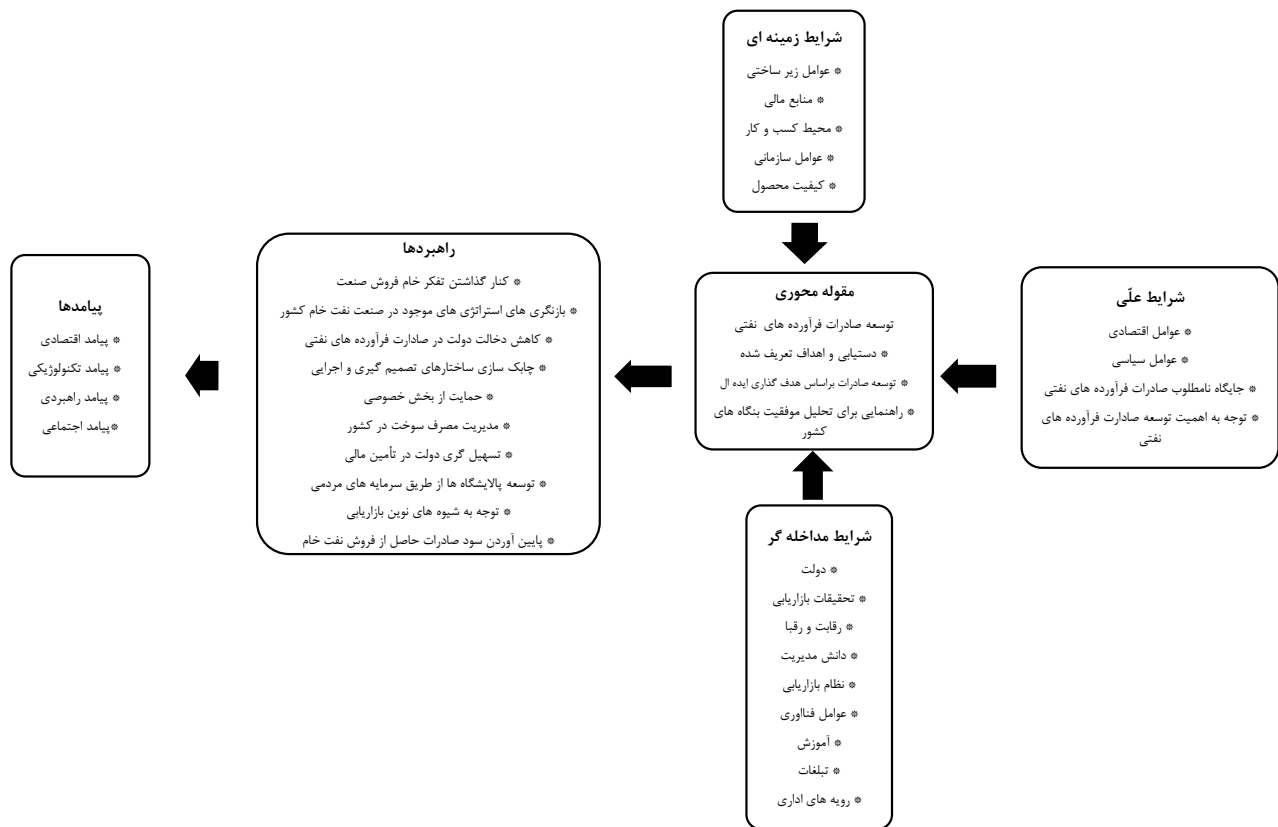 شرایط زمینه ای
* عوامل زیر ساختی
* منابع مالی
* محیط کسب و کار
* عوامل سازمانی
* کیفیت محصول
شرایط علّی
* عوامل اقتصادی
* عوامل سیاسی
* جایگاه نامطلوب صادرات فرآورده های نفتی
* توجه به اهمیت توسعه صادارت فرآورده های
نفتی
مقوله محوری
توسعه صادرات فرآورده های نفتی
* دستیابی و اهداف تعریف شده
* توسعه صادرات براساس هدف گذاری ایده ال
* راهنمایی برای تحلیل موفقیت بنگاه های
کشور
شرایط مداخله گر
* دولت
* تحقیقات بازاریابی
* رقابت و رقبا
* دانش مدیریت
* نظام بازاریابی
* عوامل فنااوری
* آموزش
* تبلغات
* رویه های اداری
راهبردها
* کنار گذاشتن تفکر خام فروش صنعت
* بازنگری های استراتژی های موجود در صنعت نفت خام کشور
* کاهش دخالت دولت در صادارت فرآورده های نفتی
* چابک سازی ساختارهای تصمیم گیری و اجرایی
* حمایت از بخش خصوصی
* مدیریت مصرف سوخت در کشور
* تسهیل گری دولت در تأمین مالی
* توسعه پالایشگاه ها از طریق سرمایه های مردمی
* توجه به شیوه های نوین بازاریابی
* پایین آوردن سود صادرات حاصل از فروش نفت خام
پیامدها
* پیامد اقتصادی
* پیامد تکنولوژیکی
* پیامد راهبردی
*پیامد اجتماعی